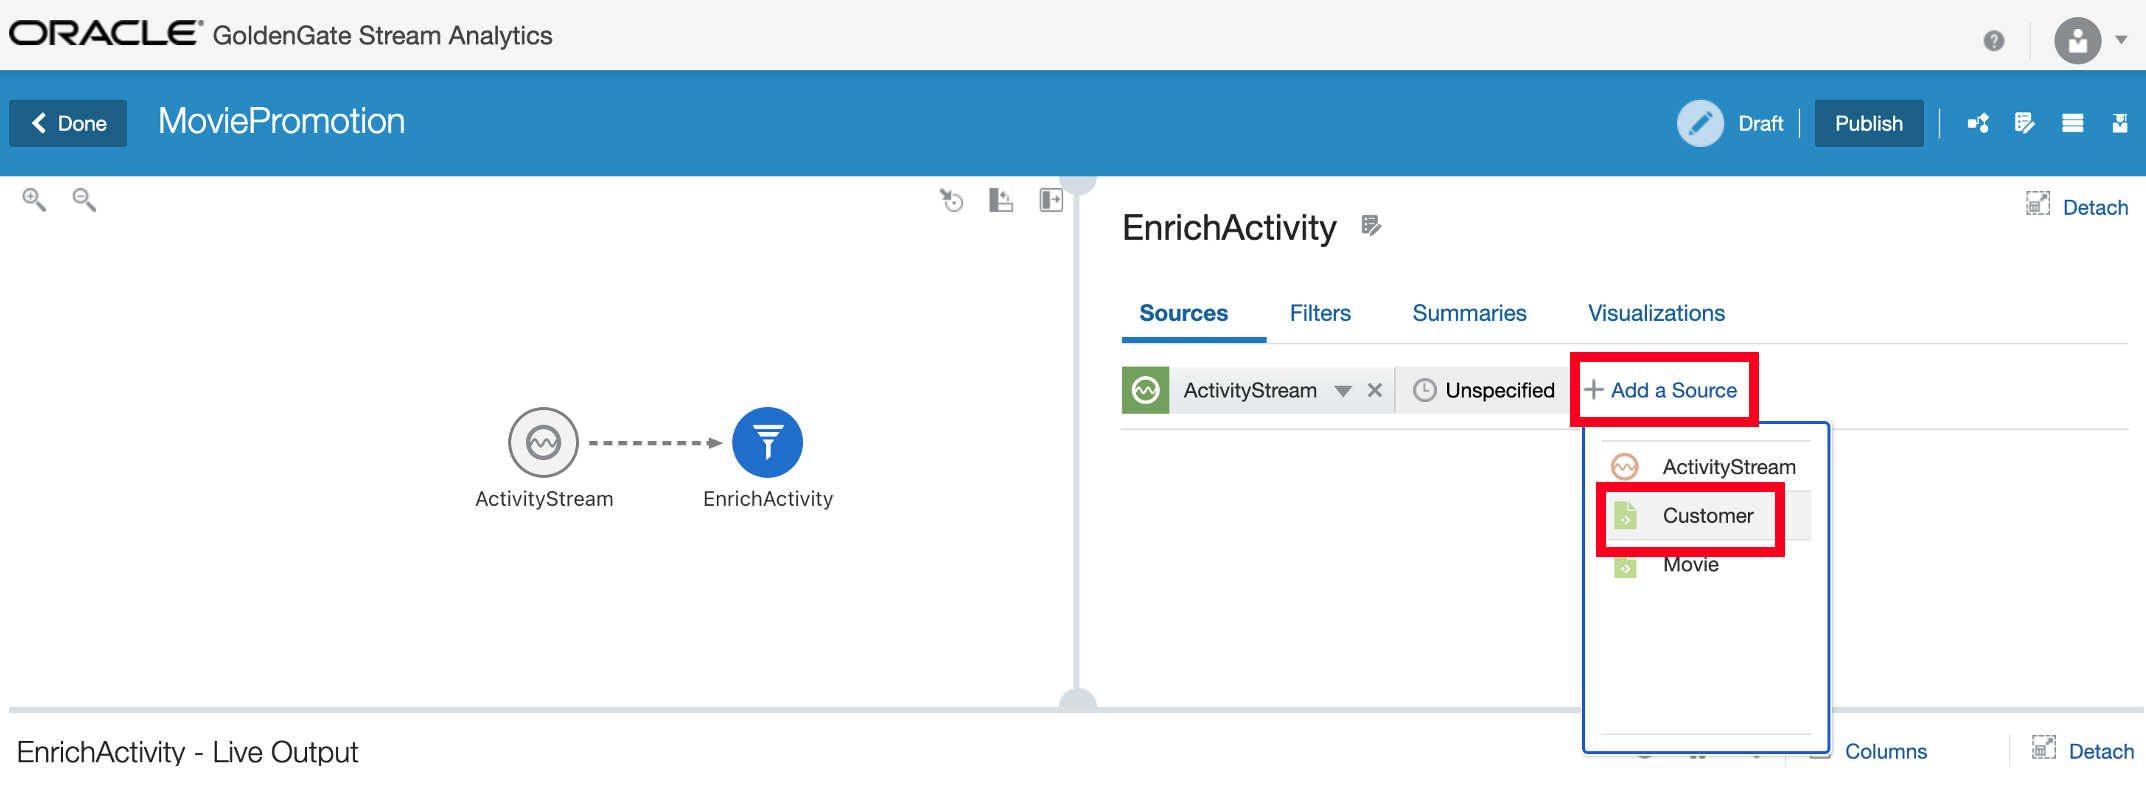 ORACLE® GoldenGate Stream Analytics
Done
MoviePromotion
Draft
Publish
Detach
EnrichActivity
Sources
Filters
Summaries
Visualizations
ActivityStream
Unspecified
Add a Source
ActivityStream
Customer
Movie
ActivityStream
EnrichActivity
EnrichActivity - Live Output
Columns
Detach